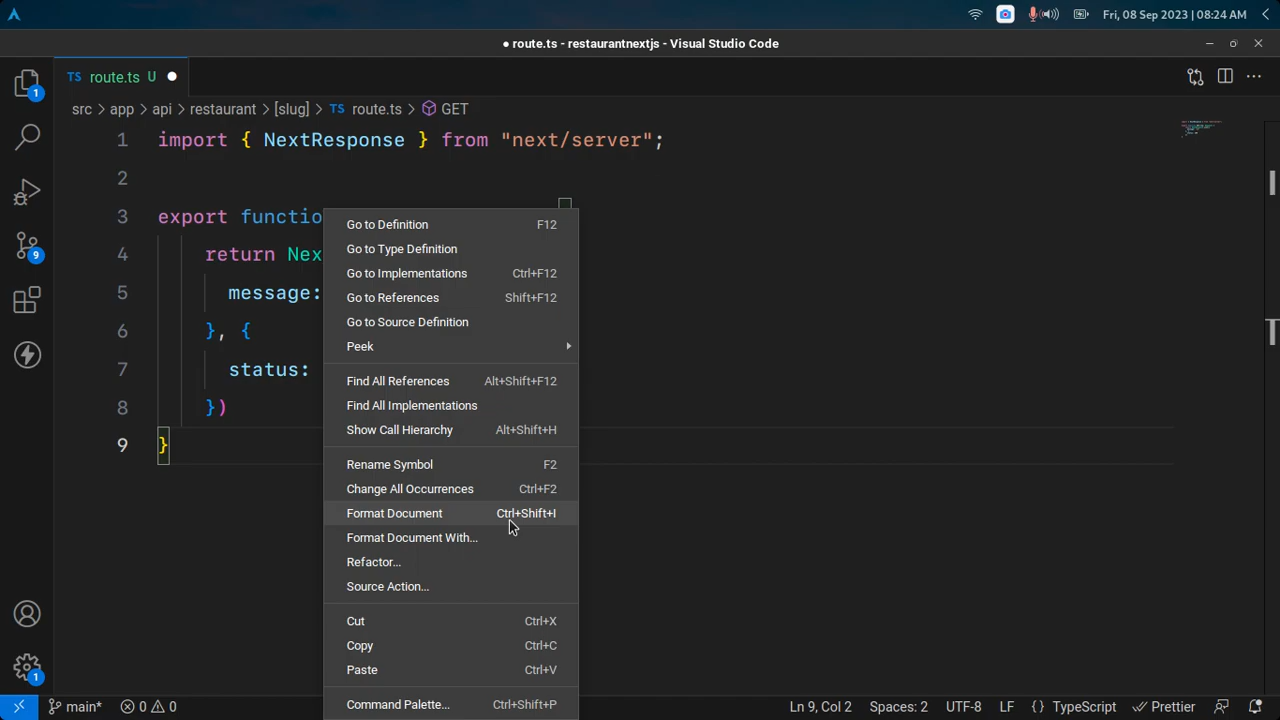 Fri, 08 Sep 2023 | 08:24 AM
● route.ts - restaurantnextjs - Visual Studio Code
TS route.ts U
src > app > api > restaurant > [slug] > TS route.ts > GET
1 import { NextResponse } from "next/server";
2
3 export functio
4 return Nex
5 message:
6 }, {
7 status:
8 })
9 }
Go to Definition F12
Go to Type Definition
Go to Implementations Ctrl+F12
Go to References Shift+F12
Go to Source Definition
Peek
Find All References Alt+Shift+F12
Find All Implementations
Show Call Hierarchy Alt+Shift+H
Rename Symbol F2
Change All Occurrences Ctrl+F2
Format Document Ctrl+Shift+I
Format Document With...
Refactor...
Source Action...
Cut Ctrl+X
Copy Ctrl+C
Paste Ctrl+V
Command Palette... Ctrl+Shift+P
1
9
1
main* 0 0 Ln 9, Col 2 Spaces: 2 UTF-8 LF {} TypeScript Prettier